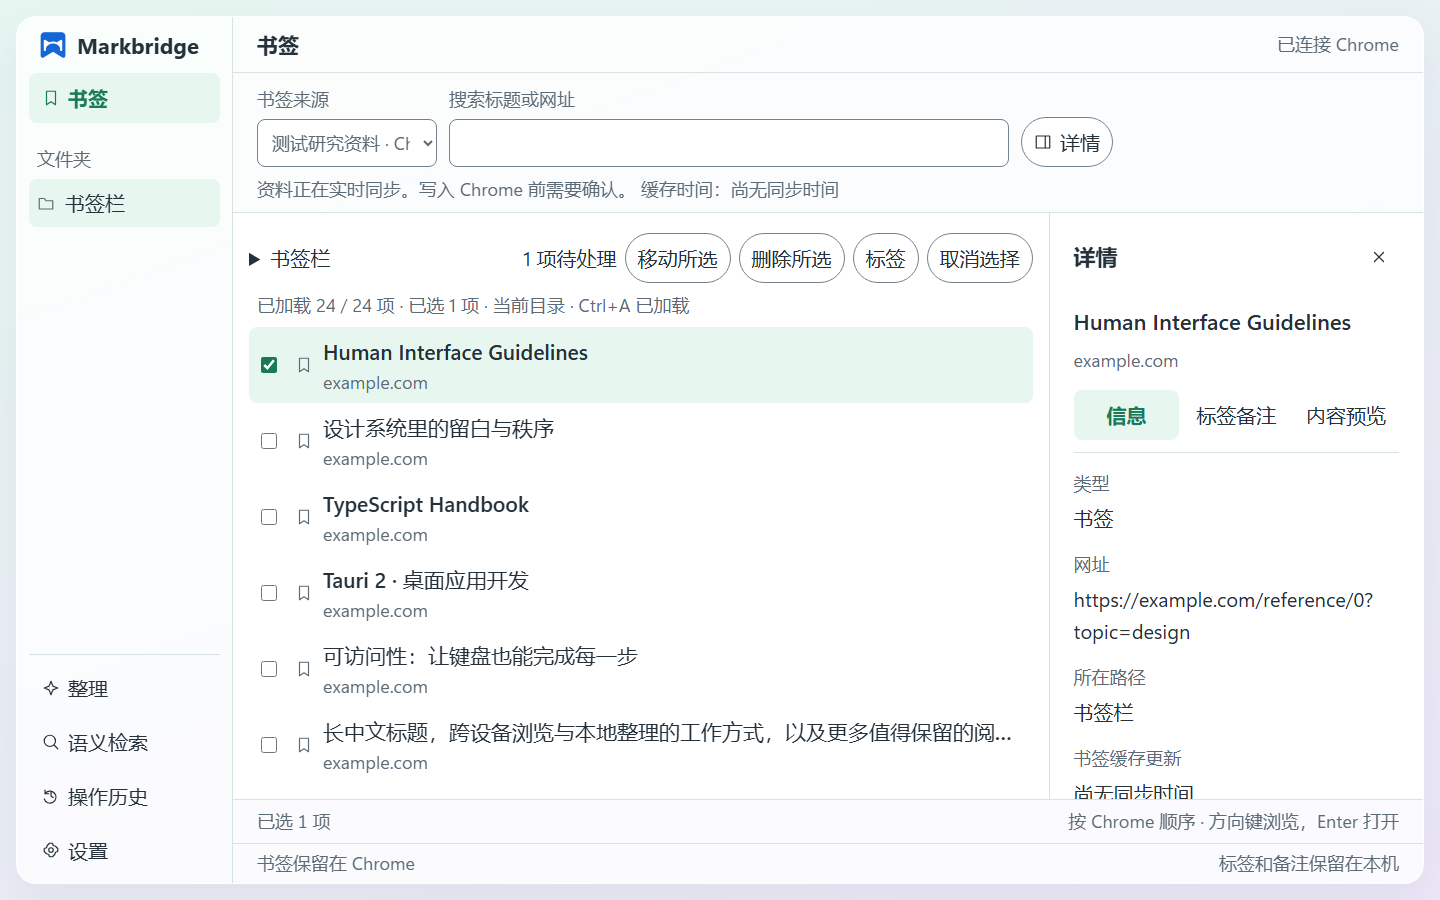 Markbridge
书签
文件夹
书签栏
整理
语义检索
操作历史
设置
书签
已连接 Chrome
书签来源
搜索标题或网址
测试研究资料 · Ch
详情
资料正在实时同步。写入 Chrome 前需要确认。 缓存时间：尚无同步时间
书签栏
1 项待处理
移动所选
删除所选
标签
取消选择
已加载 24 / 24 项 · 已选 1 项 · 当前目录 · Ctrl+A 已加载
Human Interface Guidelines
example.com
设计系统里的留白与秩序
example.com
TypeScript Handbook
example.com
Tauri 2 · 桌面应用开发
example.com
可访问性：让键盘也能完成每一步
example.com
长中文标题，跨设备浏览与本地整理的工作方式，以及更多值得保留的阅...
example.com
详情
Human Interface Guidelines
example.com
信息
标签备注
内容预览
类型
书签
网址
https://example.com/reference/0?
topic=design
所在路径
书签栏
书签缓存更新
尚无同步时间
已选 1 项
按 Chrome 顺序 · 方向键浏览，Enter 打开
书签保留在 Chrome
标签和备注保留在本机